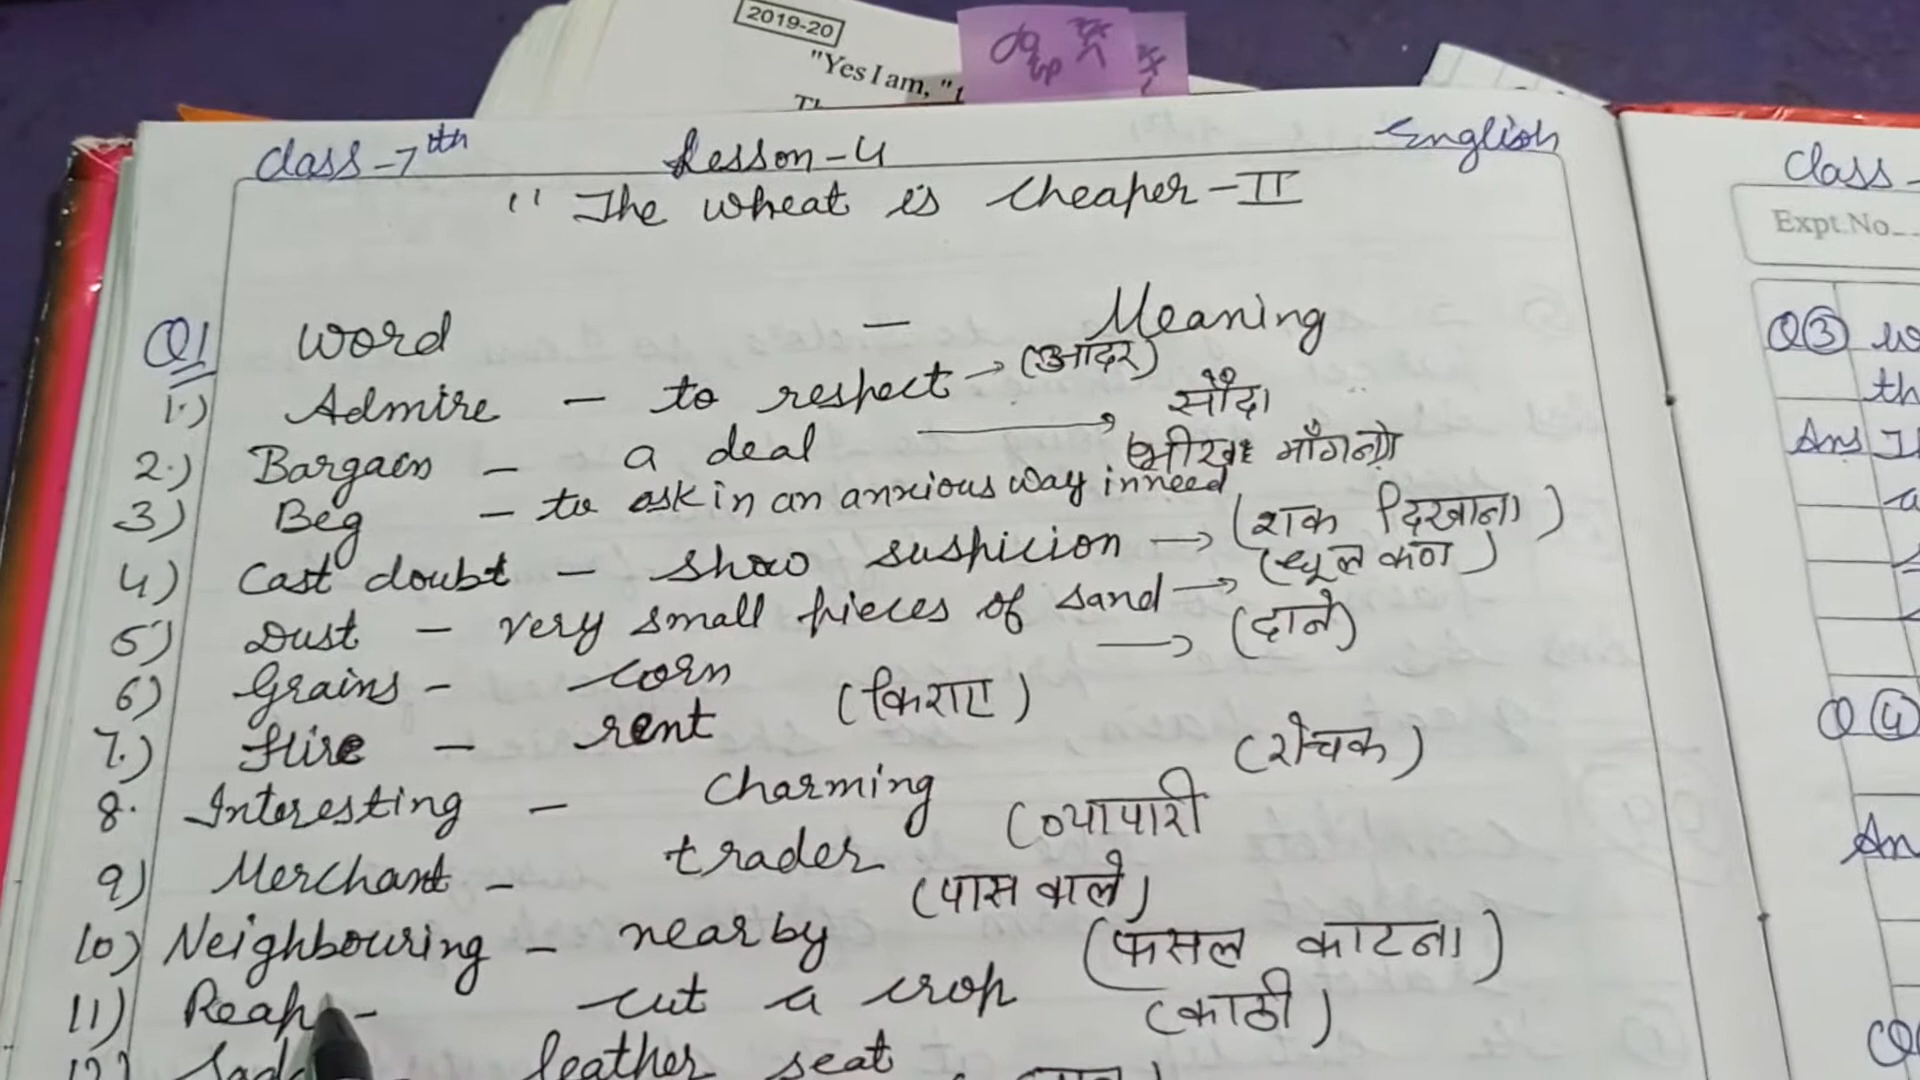 2019-20
"Yes I am, "t
Class-7th Lesson-4 English
"The wheat is Cheaper-II
Q1 Word - Meaning
1.) Admire - to respect → (आदर)
2.) Bargain - a deal → सौदा
3) Beg - to ask in an anxious way in need भीख माँगना
4) Cast doubt - show suspicion → (शक दिखाना)
5) Dust - very small pieces of sand → (धूल कण)
6) Grains - corn → (दाने)
7.) Hire - rent (किराए)
8. Interesting - charming (रोचक)
9) Merchant - trader (व्यापारी
10) Neighbouring - nearby (पास वाले)
11) Reap - cut a crop (फसल काटना)
12) leather seat (काठी)
Class-
Expt.No.
Q3
th
Ans
Q4
An